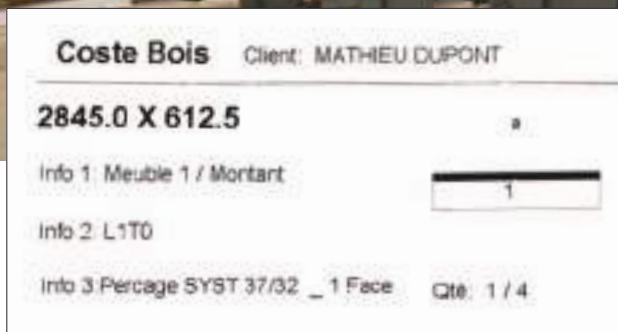 Coste Bois Client: MATHIEU DUPONT
2845.0 X 612.5
a
Info 1: Meuble 1 / Montant
1
Info 2: L1T0
Info 3 Percage SYST 37/32 _ 1 Face Qté: 1 / 4